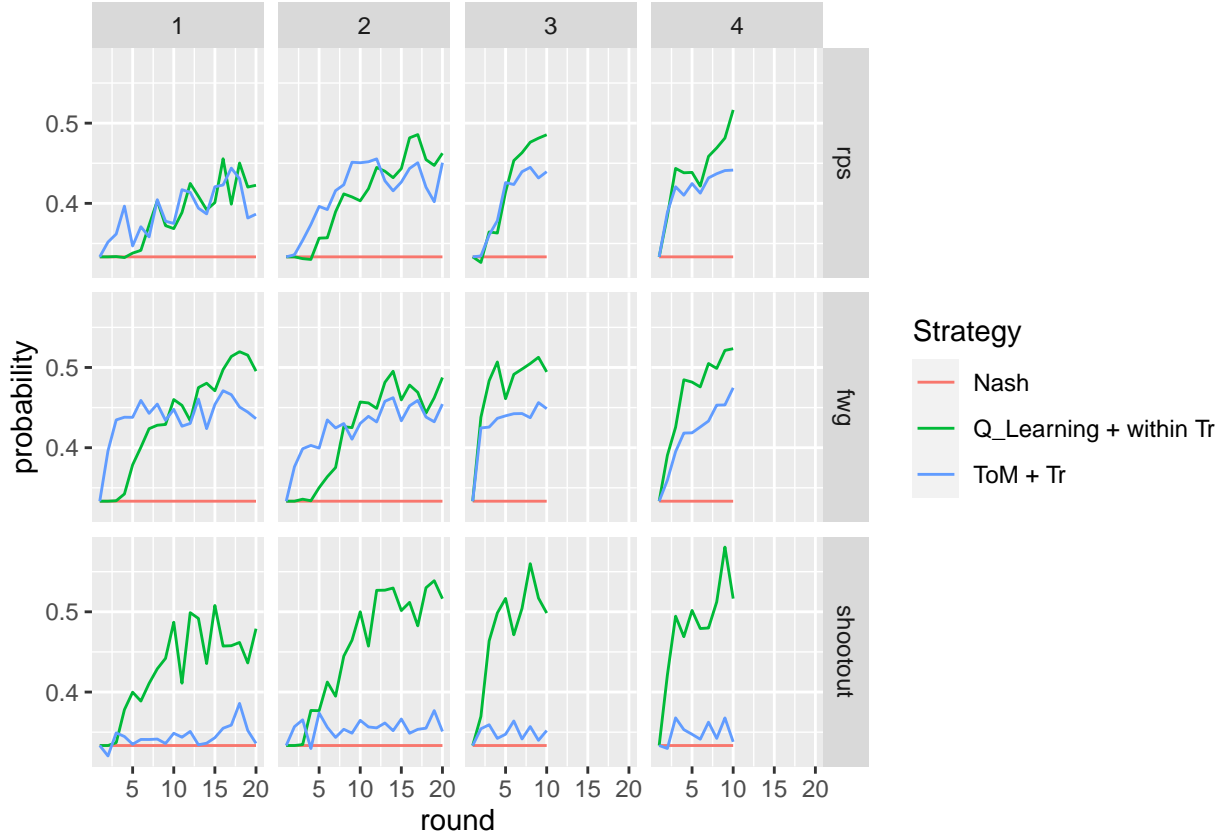 1 2 3 4
0.5
0.4
rps
0.5
0.4
fwg
0.5
0.4
shootout
probability
5 10 15 20 5 10 15 20 5 10 15 20 5 10 15 20
round
Strategy
Nash
Q_Learning + within Tr
ToM + Tr